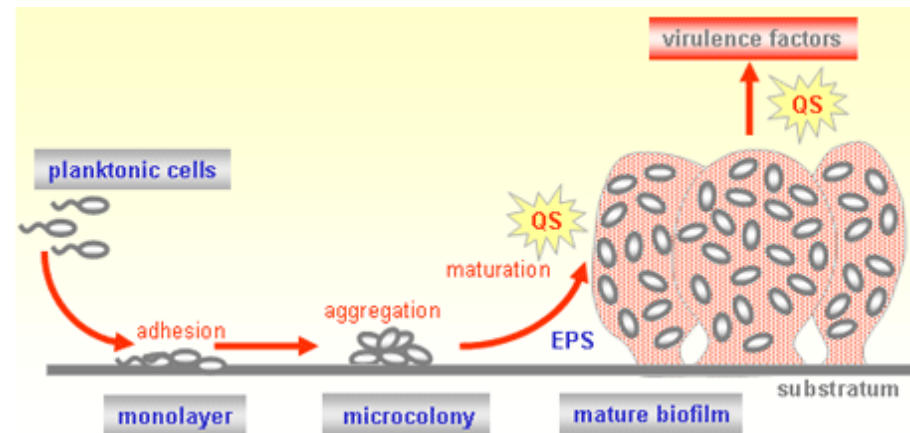 virulence factors
QS
planktonic cells
QS
maturation
aggregation
adhesion
EPS
substratum
monolayer
microcolony
mature biofilm